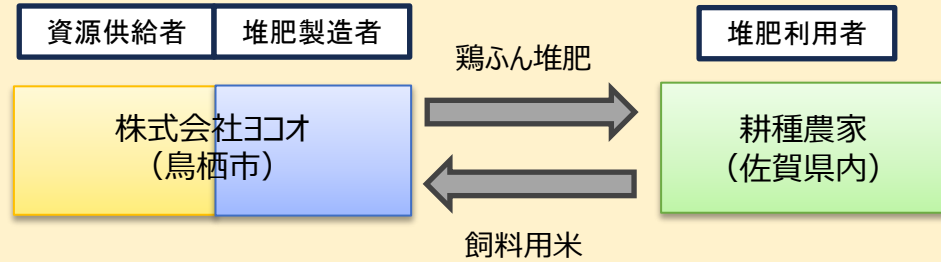 資源供給者
堆肥製造者
堆肥利用者
鶏ふん堆肥
株式会社ヨコオ
（鳥栖市）
耕種農家
（佐賀県内）
飼料用米